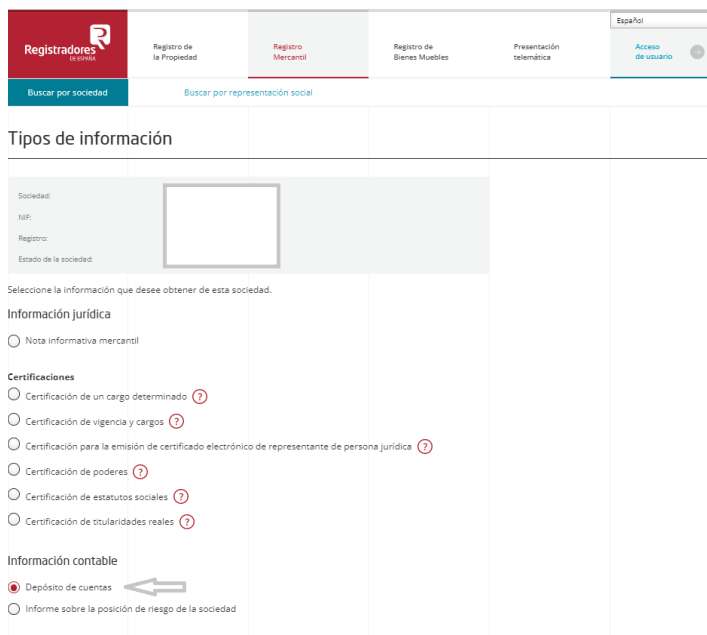 Español
Registradores
DE ESPAÑA
Registro de
la Propiedad
Registro
Mercantil
Registro de
Bienes Muebles
Presentación
telemática
Acceso
de usuario
Buscar por sociedad
Buscar por representación social
Tipos de información
Sociedad:
NIF:
Registro:
Estado de la sociedad:
Seleccione la información que desee obtener de esta sociedad.
Información jurídica
Nota informativa mercantil
Certificaciones
Certificación de un cargo determinado ?
Certificación de vigencia y cargos ?
Certificación para la emisión de certificado electrónico de representante de persona jurídica ?
Certificación de poderes ?
Certificación de estatutos sociales ?
Certificación de titularidades reales ?
Información contable
Depósito de cuentas
Informe sobre la posición de riesgo de la sociedad